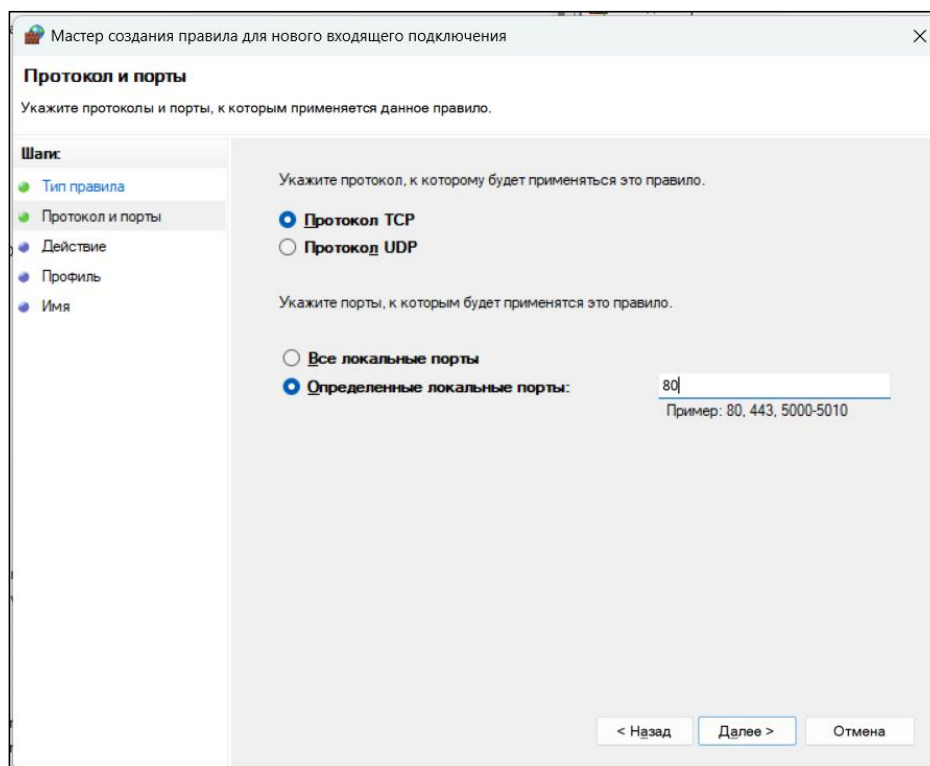 Мастер создания правила для нового входящего подключения
Протокол и порты
Укажите протоколы и порты, к которым применяется данное правило.
Шаги:
Тип правила
Протокол и порты
Действие
Профиль
Имя
Укажите протокол, к которому будет применяться это правило.
Протокол TCP
Протокол UDP
Укажите порты, к которым будет применятся это правило.
Все локальные порты
Определенные локальные порты:
80
Пример: 80, 443, 5000-5010
< Назад
Далее >
Отмена